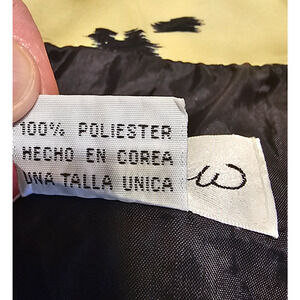 100% POLIESTER
HECHO EN COREA
UNA TALLA UNICA
W